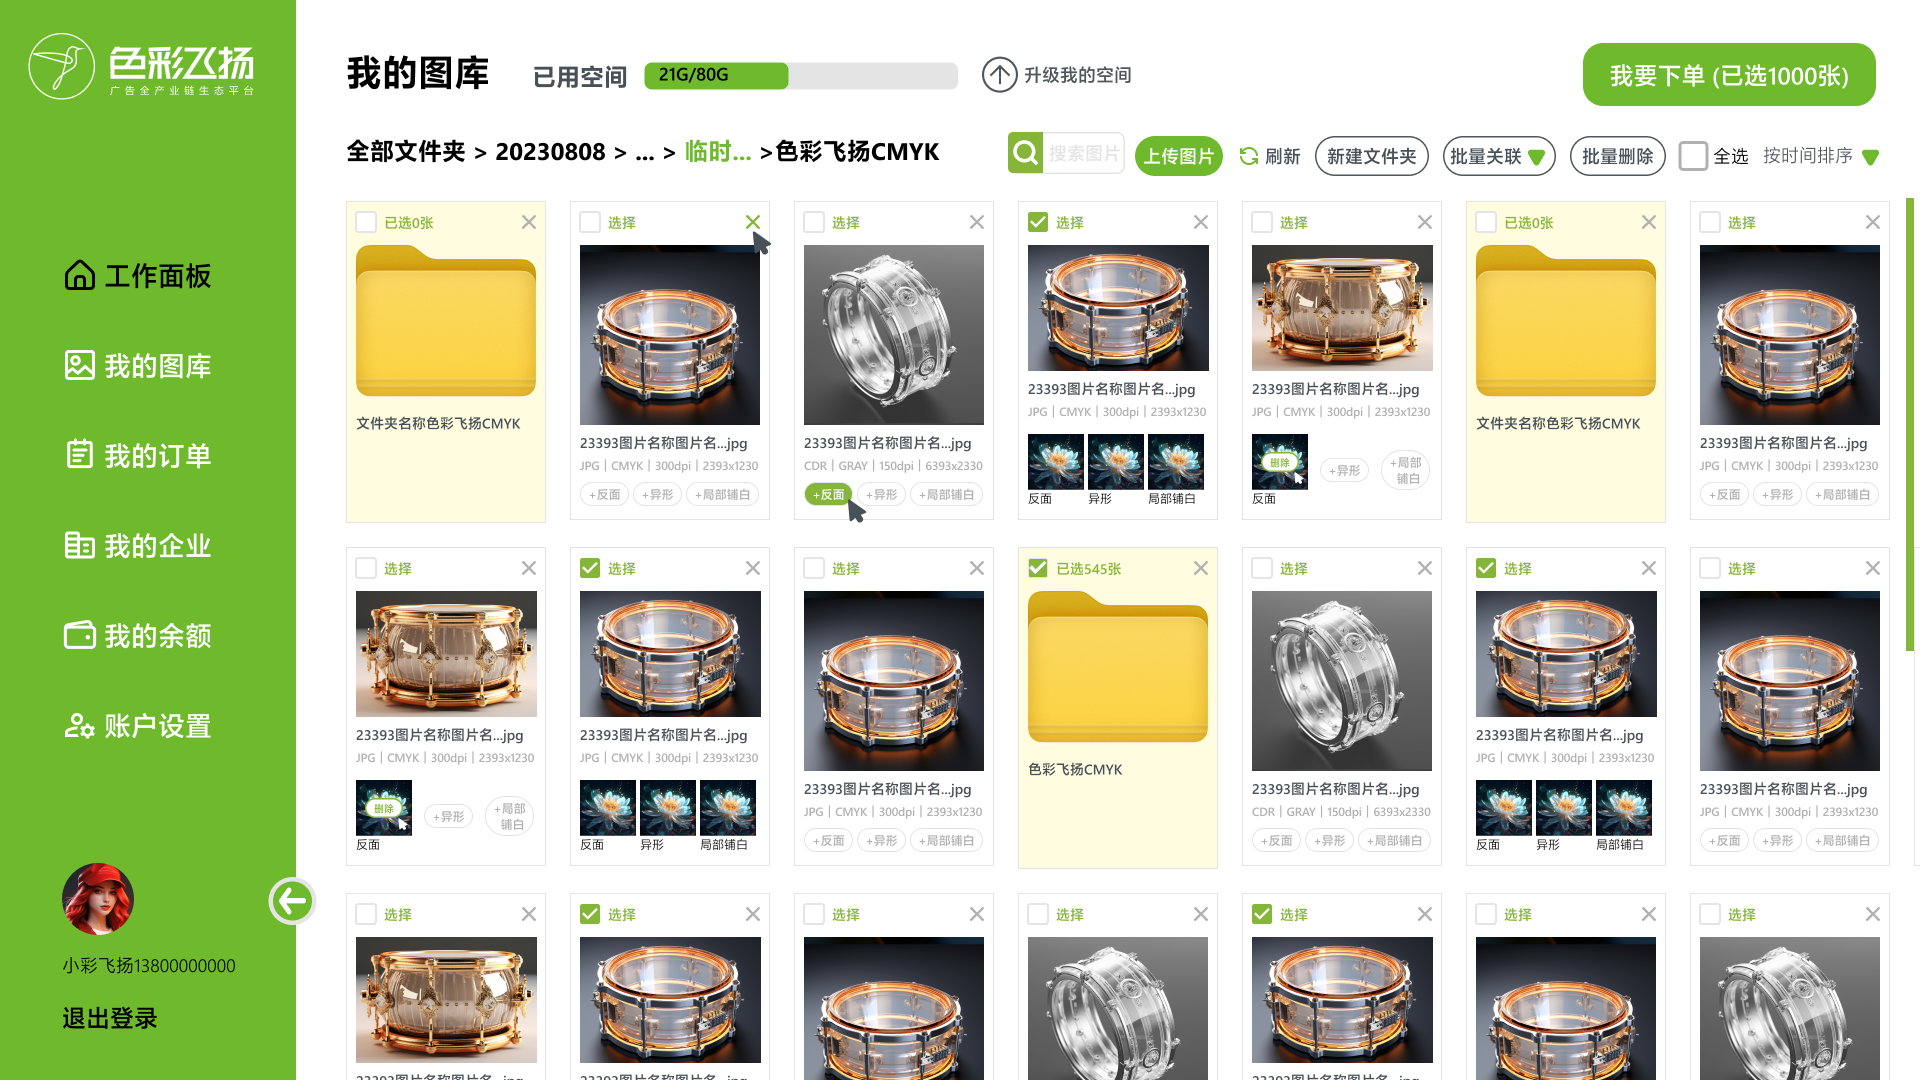 色彩飞扬
广告全产业链生态平台
工作面板
我的图库
我的订单
我的企业
我的余额
账户设置
小彩飞扬13800000000
退出登录
我的图库
已用空间
21G/80G
升级我的空间
我要下单 (已选1000张)
全部文件夹 > 20230808 > ... > 临时... >色彩飞扬CMYK
搜索图片
上传图片
刷新
新建文件夹
批量关联
批量删除
全选
按时间排序
已选0张
文件夹名称色彩飞扬CMYK
选择
23393图片名称图片名...jpg
JPG | CMYK | 300dpi | 2393x1230
+反面 +异形 +局部铺白
选择
23393图片名称图片名...jpg
CDR | GRAY | 150dpi | 6393x2330
+反面 +异形 +局部铺白
选择
23393图片名称图片名...jpg
JPG | CMYK | 300dpi | 2393x1230
反面 异形 局部铺白
选择
23393图片名称图片名...jpg
JPG | CMYK | 300dpi | 2393x1230
删除
+异形
+局部
铺白
反面
已选0张
文件夹名称色彩飞扬CMYK
选择
23393图片名称图片名...jpg
JPG | CMYK | 300dpi | 2393x1230
+反面 +异形 +局部铺白
选择
23393图片名称图片名...jpg
JPG | CMYK | 300dpi | 2393x1230
删除
+异形
+局部
铺白
反面
选择
23393图片名称图片名...jpg
JPG | CMYK | 300dpi | 2393x1230
反面 异形 局部铺白
选择
23393图片名称图片名...jpg
JPG | CMYK | 300dpi | 2393x1230
+反面 +异形 +局部铺白
已选545张
色彩飞扬CMYK
选择
23393图片名称图片名...jpg
CDR | GRAY | 150dpi | 6393x2330
+反面 +异形 +局部铺白
选择
23393图片名称图片名...jpg
JPG | CMYK | 300dpi | 2393x1230
反面 异形 局部铺白
选择
23393图片名称图片名...jpg
JPG | CMYK | 300dpi | 2393x1230
+反面 +异形 +局部铺白
选择
选择
选择
选择
选择
选择
选择